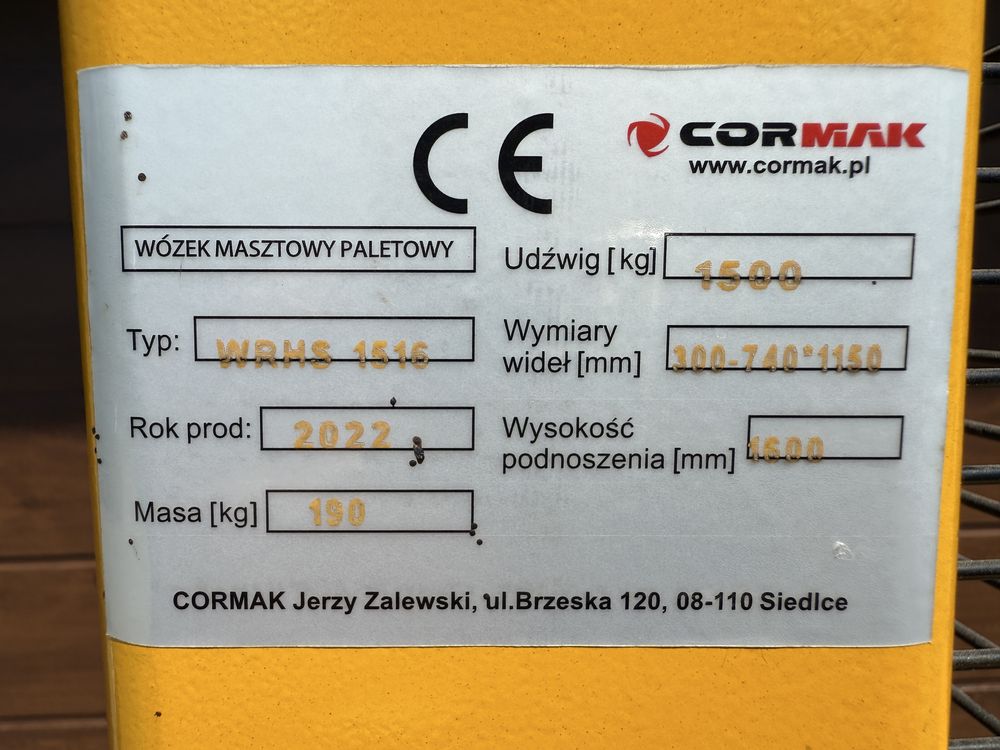 CE
CORMAK
www.cormak.pl
WÓZEK MASZTOWY PALETOWY
Typ: WRHS 1516
Rok prod: 2022
Masa [kg] 190
Udźwig [kg] 1500
Wymiary
wideł [mm] 300-740*1150
Wysokość
podnoszenia [mm] 1600
CORMAK Jerzy Zalewski, ul.Brzeska 120, 08-110 Siedlce